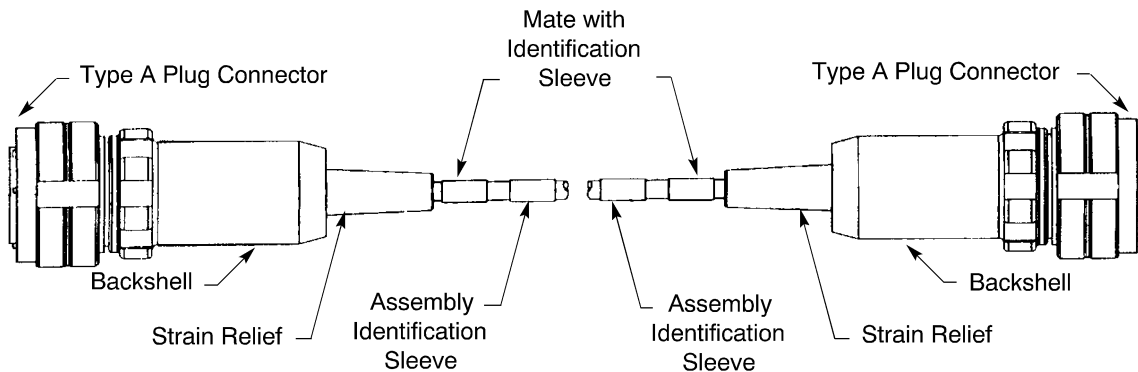 Mate with
Identification
Sleeve
Type A Plug Connector
Type A Plug Connector
Backshell
Strain Relief
Assembly
Identification
Sleeve
Assembly
Identification
Sleeve
Strain Relief
Backshell